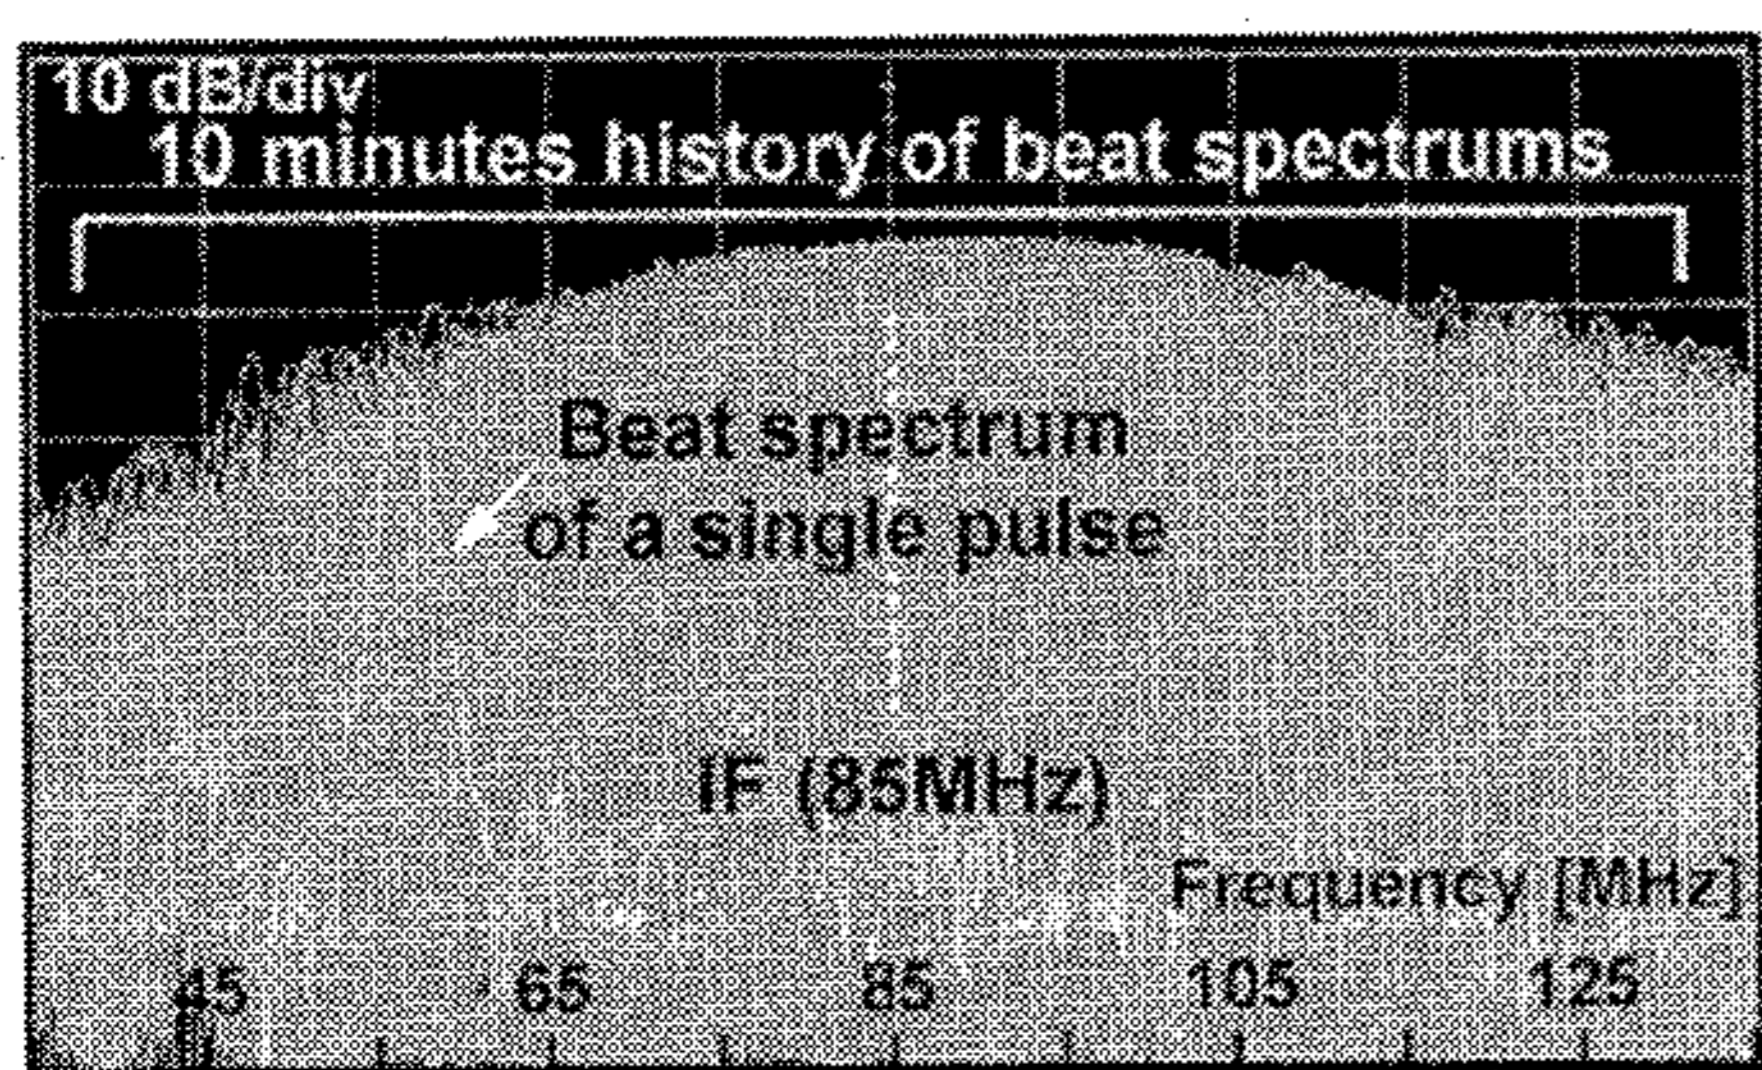 10 dB/div
10 minutes history of beat spectrums
Beat spectrum
of a single pulse
IF (85MHz)
Frequency [MHz]
45 65 85 105 125